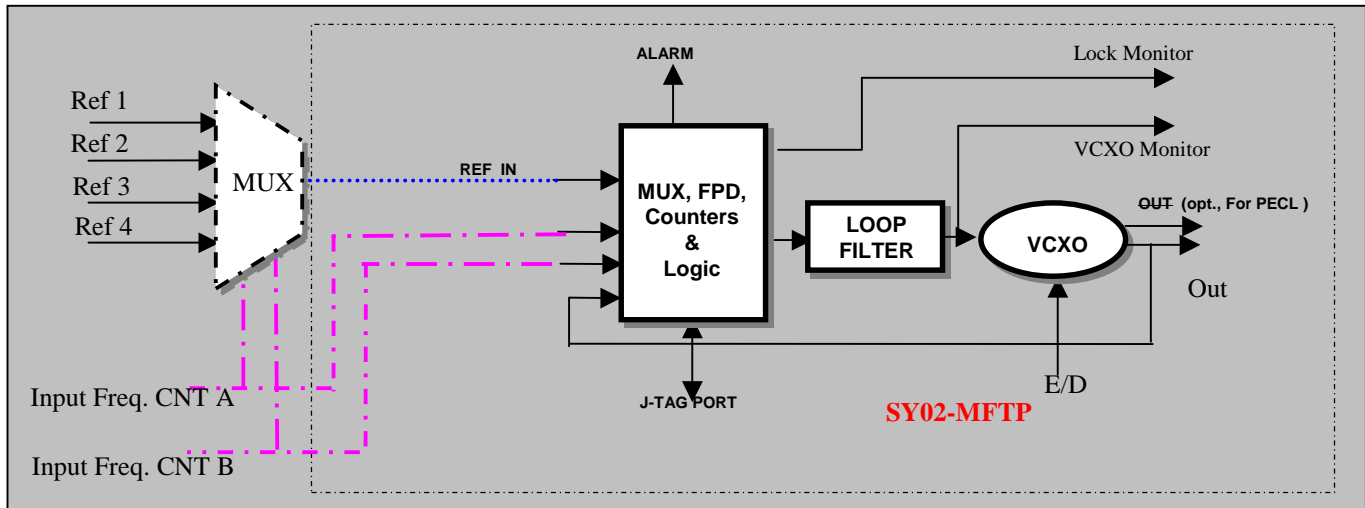 ALARM
Lock Monitor
Ref 1
Ref 2
Ref 3
Ref 4
MUX
REF IN
VCXO Monitor
MUX, FPD,
Counters
&
Logic
LOOP
FILTER
VCXO
OUT (opt., For PECL )
Out
Input Freq. CNT A
J-TAG PORT
E/D
SY02-MFTP
Input Freq. CNT B